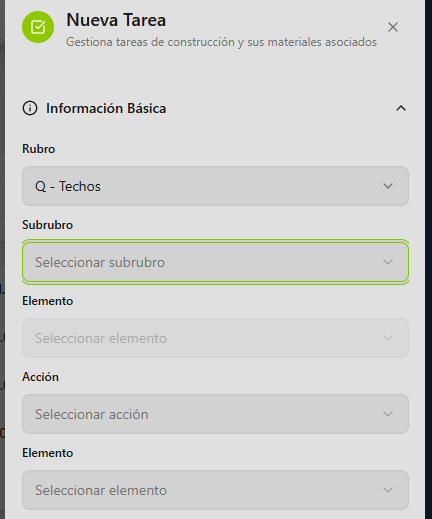 Nueva Tarea
Gestiona tareas de construcción y sus materiales asociados
Información Básica
Rubro
Q - Techos
Subrubro
Seleccionar subrubro
Elemento
Seleccionar elemento
Acción
Seleccionar acción
Elemento
Seleccionar elemento